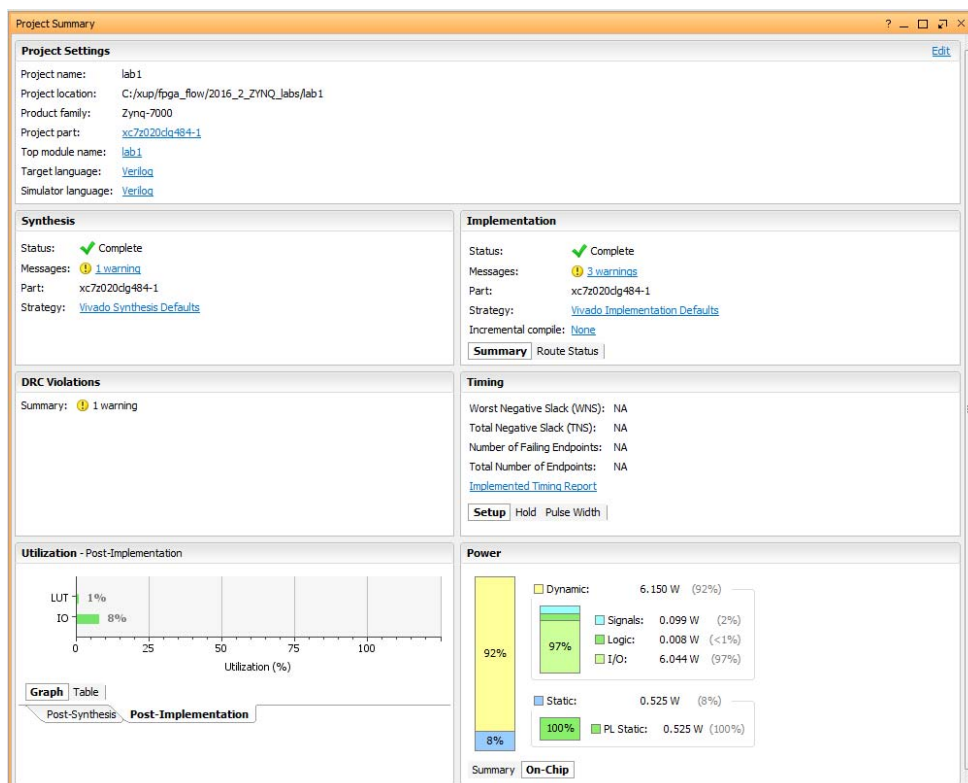 Project Summary
? _
Project Settings Edit
Project name: lab1
Project location: C:/xup/fpga_flow/2016_2_ZYNQ_labs/lab1
Product family: Zynq-7000
Project part: xc7z020clg484-1
Top module name: lab1
Target language: Verilog
Simulator language: Verilog
Synthesis
Status: Complete
Messages: 1 warning
Part: xc7z020clg484-1
Strategy: Vivado Synthesis Defaults
Implementation
Status: Complete
Messages: 3 warnings
Part: xc7z020clg484-1
Strategy: Vivado Implementation Defaults
Incremental compile: None
Summary Route Status
DRC Violations
Summary: 1 warning
Timing
Worst Negative Slack (WNS): NA
Total Negative Slack (TNS): NA
Number of Failing Endpoints: NA
Total Number of Endpoints: NA
Implemented Timing Report
Setup Hold Pulse Width
Utilization - Post-Implementation
LUT 1%
IO 8%
0 25 50 75 100
Utilization (%)
Graph Table
Post-Synthesis Post-Implementation
Power
92%
8%
Dynamic: 6.150 W (92%)
97%
Signals: 0.099 W (2%)
Logic: 0.008 W (<1%)
I/O: 6.044 W (97%)
Static: 0.525 W (8%)
100% PL Static: 0.525 W (100%)
Summary On-Chip